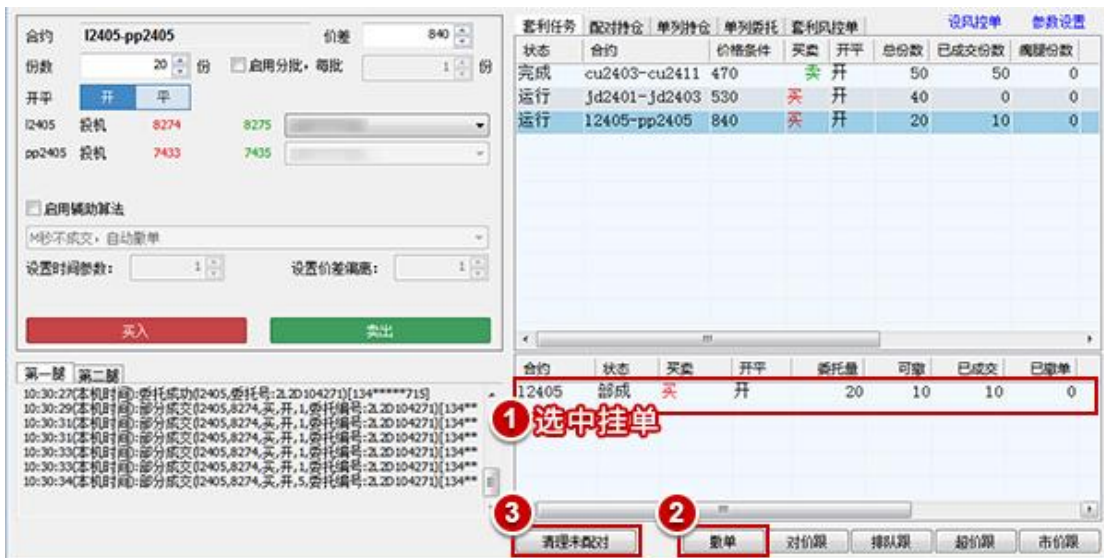 合约 l2405-pp2405 价差 840
份数 20 份 启用分批，每批 1 份
开平 开 平
l2405 投机 8274 8275
pp2405 投机 7433 7435
启用辅助算法
M秒不成交，自动撤单
设置时间参数： 1 设置价差偏离： 1
买入 卖出
套利任务 配对持仓 单列持仓 单列委托 套利风控单 设风控单 参数设置
状态 合约 价格条件 买卖 开平 总份数 已成交份数 瘸腿份数
完成 cu2403-cu2411 470 卖 开 50 50 0
运行 jd2401-jd2403 530 买 开 40 0 0
运行 l2405-pp2405 840 买 开 20 10 0
第一腿 第二腿
10:30:27(本机时间):委托成功(l2405,委托号:2L2D104271)[134*****715]
10:30:29(本机时间):部分成交(l2405,8274,买,开,1,委托编号:2L2D104271)[134**
10:30:31(本机时间):部分成交(l2405,8274,买,开,1,委托编号:2L2D104271)[134**
10:30:31(本机时间):部分成交(l2405,8274,买,开,1,委托编号:2L2D104271)[134**
10:30:33(本机时间):部分成交(l2405,8274,买,开,1,委托编号:2L2D104271)[134**
10:30:33(本机时间):部分成交(l2405,8274,买,开,1,委托编号:2L2D104271)[134**
10:30:34(本机时间):部分成交(l2405,8274,买,开,5,委托编号:2L2D104271)[134**
合约 状态 买卖 开平 委托量 可撤 已成交 已撤单
l2405 部成 买 开 20 10 10 0
1 选中挂单
3 2
清理未配对 撤单 对价跟 排队跟 超价跟 市价跟